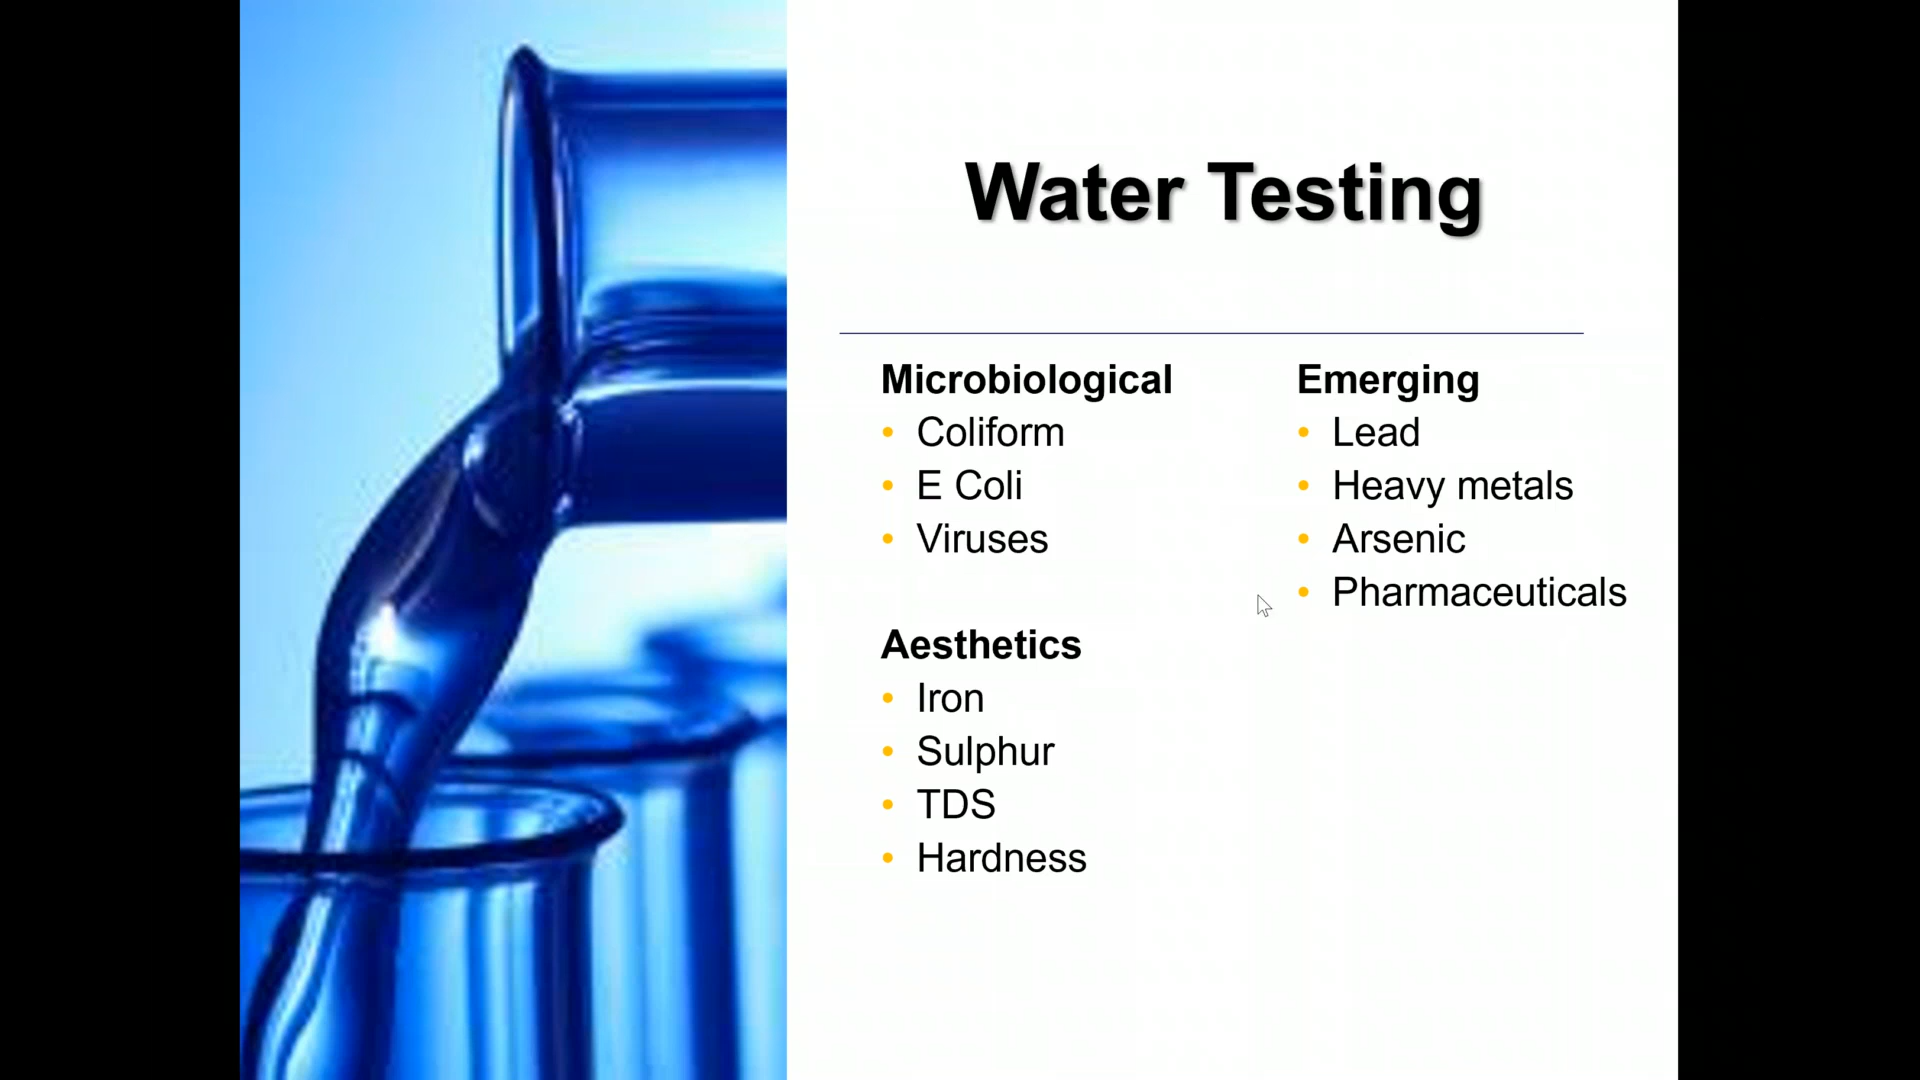 Water Testing
Microbiological
• Coliform
• E Coli
• Viruses
Aesthetics
• Iron
• Sulphur
• TDS
• Hardness
Emerging
• Lead
• Heavy metals
• Arsenic
• Pharmaceuticals